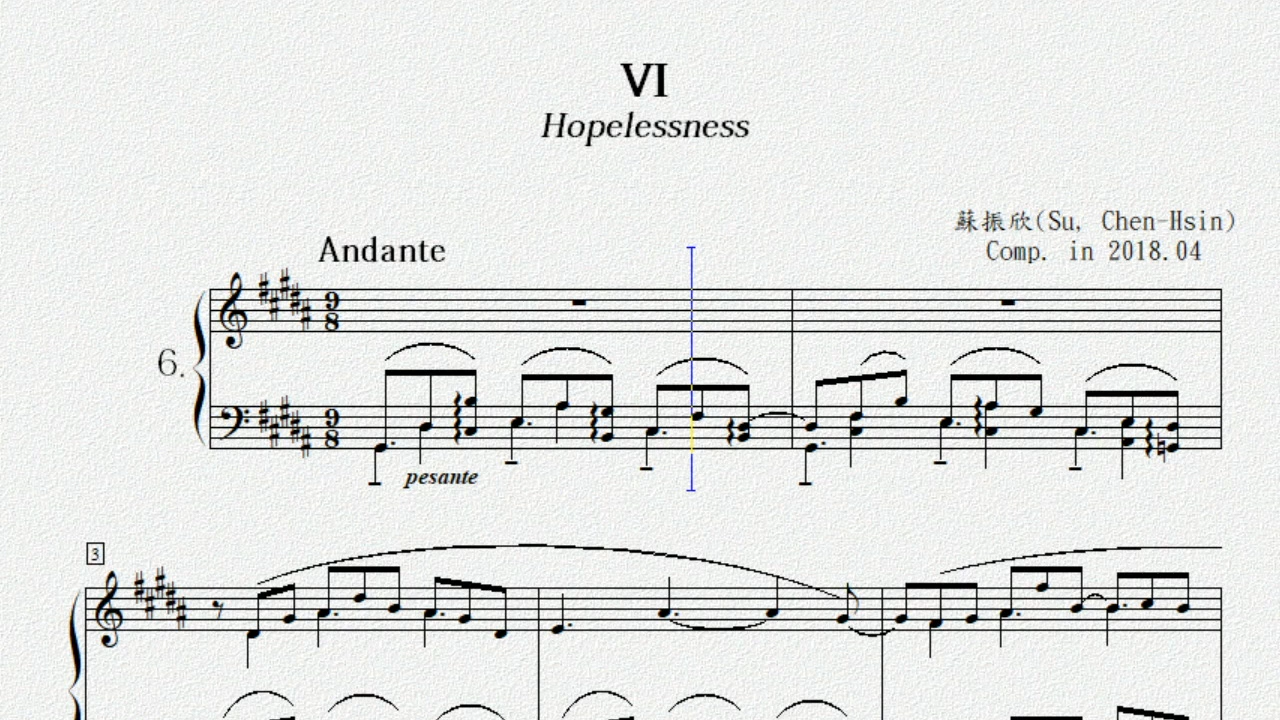 VI
Hopelessness
蘇振欣(Su, Chen-Hsin)
Andante
Comp. in 2018.04
6.
9
8
9
8
pesante
3